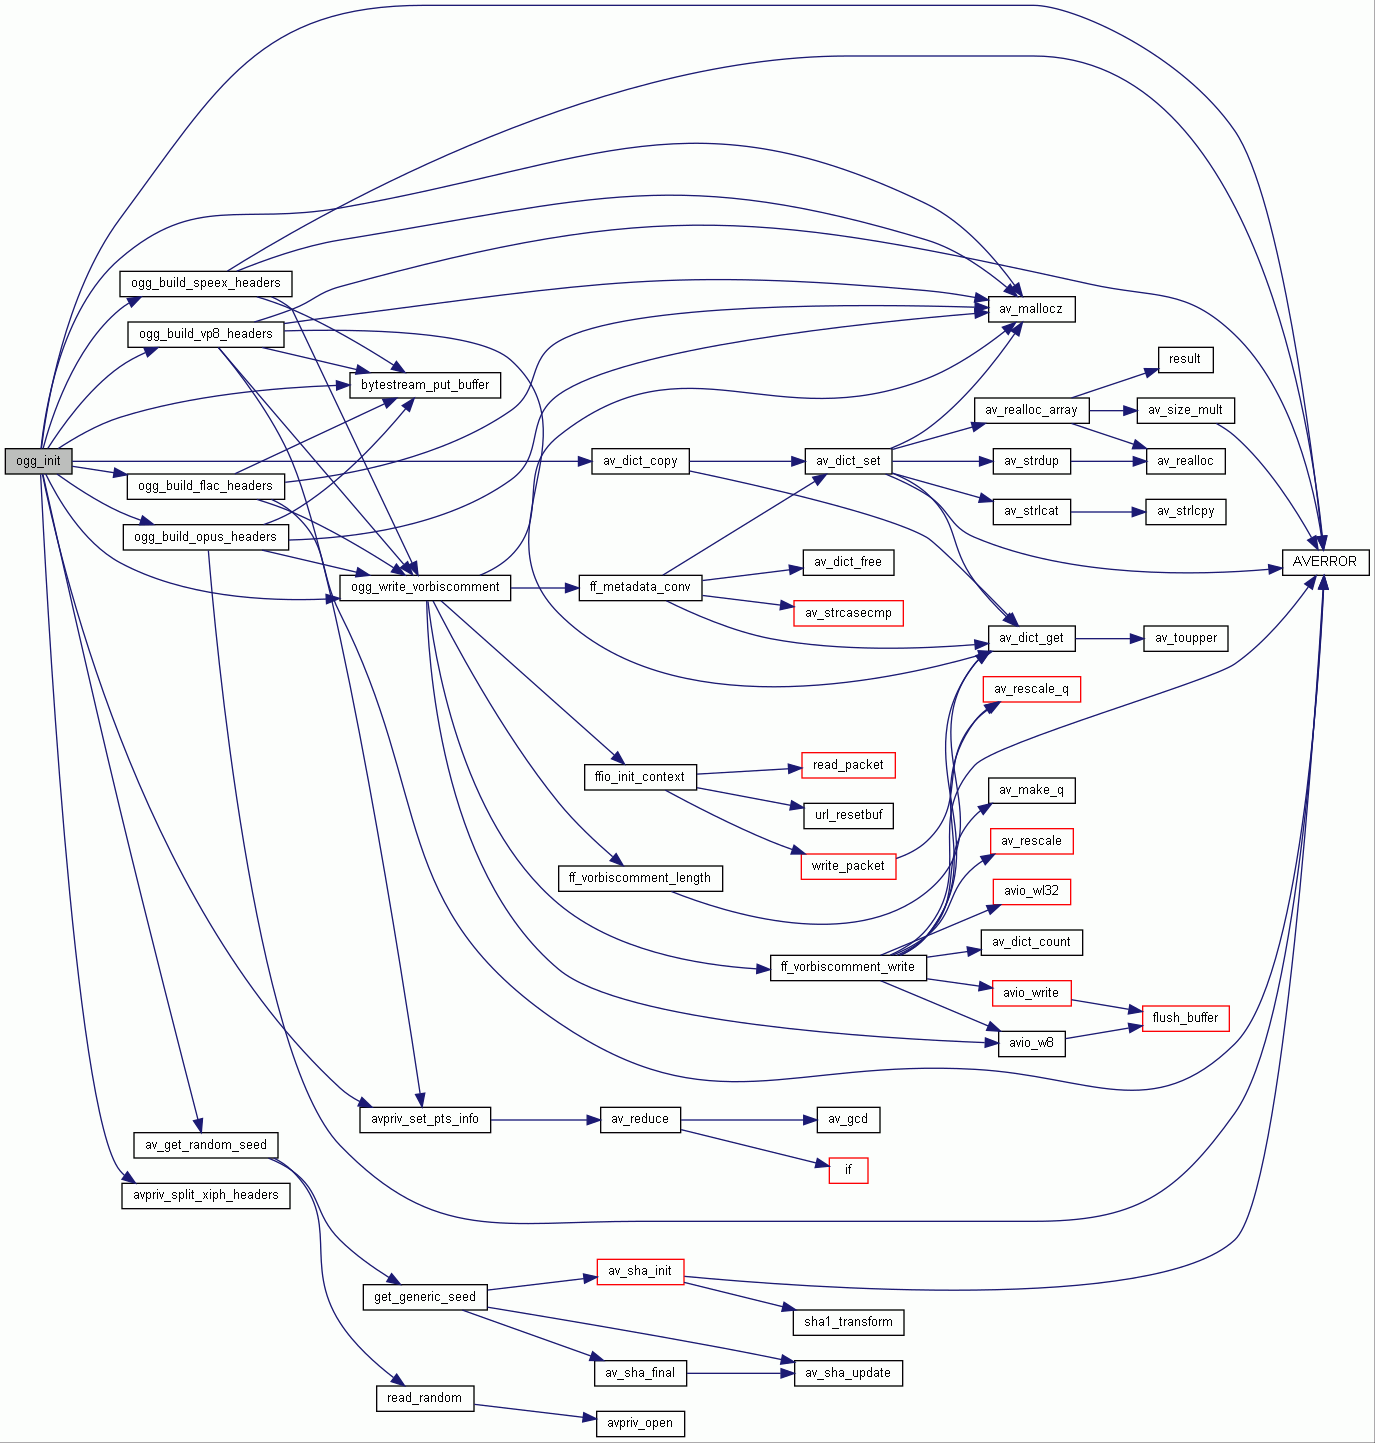 ogg_build_speex_headers
av_mallocz
ogg_build_vp8_headers
result
bytestream_put_buffer
av_realloc_array
av_size_mult
ogg_init
av_dict_copy
av_dict_set
av_strdup
av_realloc
ogg_build_flac_headers
av_strlcat
av_strlcpy
ogg_build_opus_headers
av_dict_free
AVERROR
ogg_write_vorbiscomment
ff_metadata_conv
av_strcasecmp
av_dict_get
av_toupper
av_rescale_q
read_packet
ffio_init_context
av_make_q
url_resetbuf
av_rescale
write_packet
ff_vorbiscomment_length
avio_wl32
av_dict_count
ff_vorbiscomment_write
avio_write
flush_buffer
avio_w8
avpriv_set_pts_info
av_reduce
av_gcd
av_get_random_seed
if
avpriv_split_xiph_headers
av_sha_init
get_generic_seed
sha1_transform
av_sha_final
av_sha_update
read_random
avpriv_open